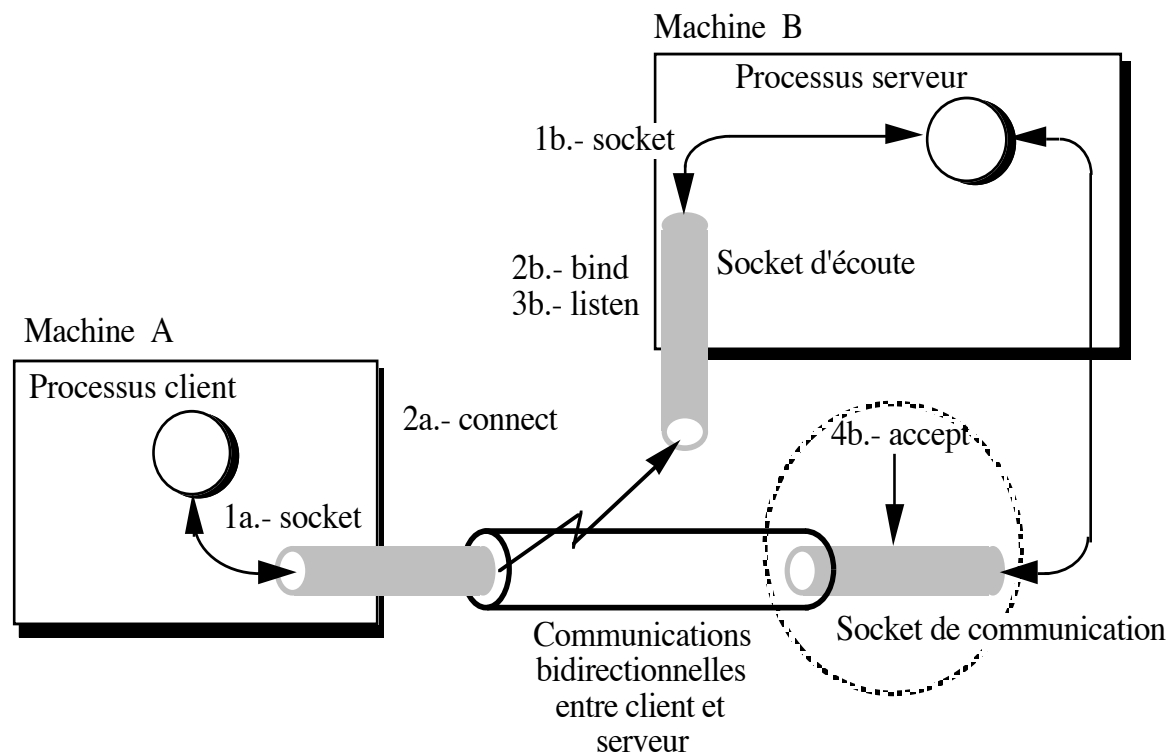 Machine B
Processus serveur
1b.- socket
2b.- bind
3b.- listen
Socket d'écoute
Machine A
Processus client
2a.- connect
4b.- accept
1a.- socket
Communications
bidirectionnelles
entre client et
serveur
Socket de communication